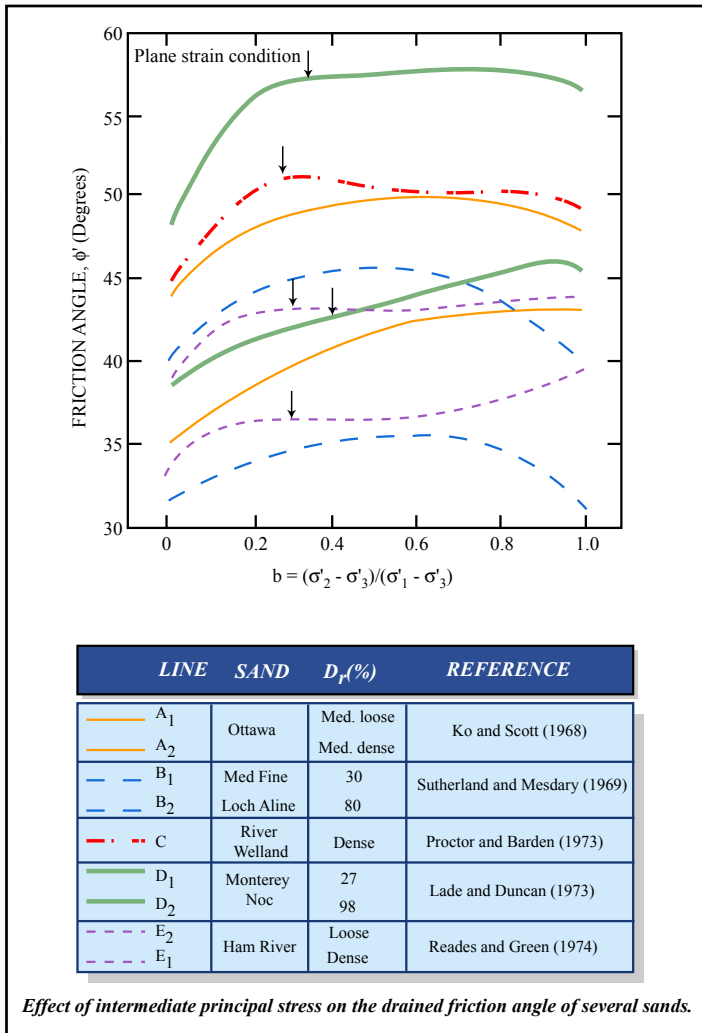 60
Plane strain condition
55
50
45
40
35
30
FRICTION ANGLE, ϕ' (Degrees)
0 0.2 0.4 0.6 0.8 1.0
b = (σ'2 - σ'3)/(σ'1 - σ'3)
LINE SAND Dr(%) REFERENCE
A1 Ottawa Med. loose Ko and Scott (1968)
A2 Med. dense
B1 Med Fine 30 Sutherland and Mesdary (1969)
B2 Loch Aline 80
C River Welland Dense Proctor and Barden (1973)
D1 Monterey 27 Lade and Duncan (1973)
D2 Noc 98
E2 Ham River Loose Reades and Green (1974)
E1 Dense
Effect of intermediate principal stress on the drained friction angle of several sands.